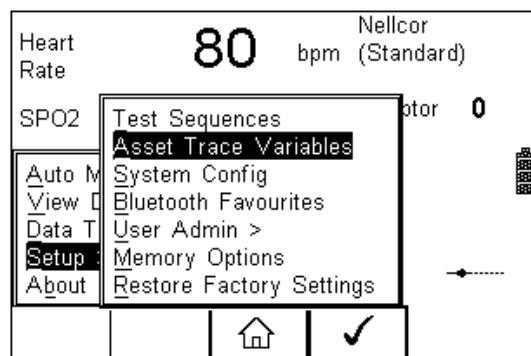 Heart Rate
80 bpm
Nellcor (Standard)
SPO2
0
Test Sequences
Asset Trace Variables
System Config
Bluetooth Favourites
User Admin >
Memory Options
Restore Factory Settings
Auto
View
Data
Setup
About